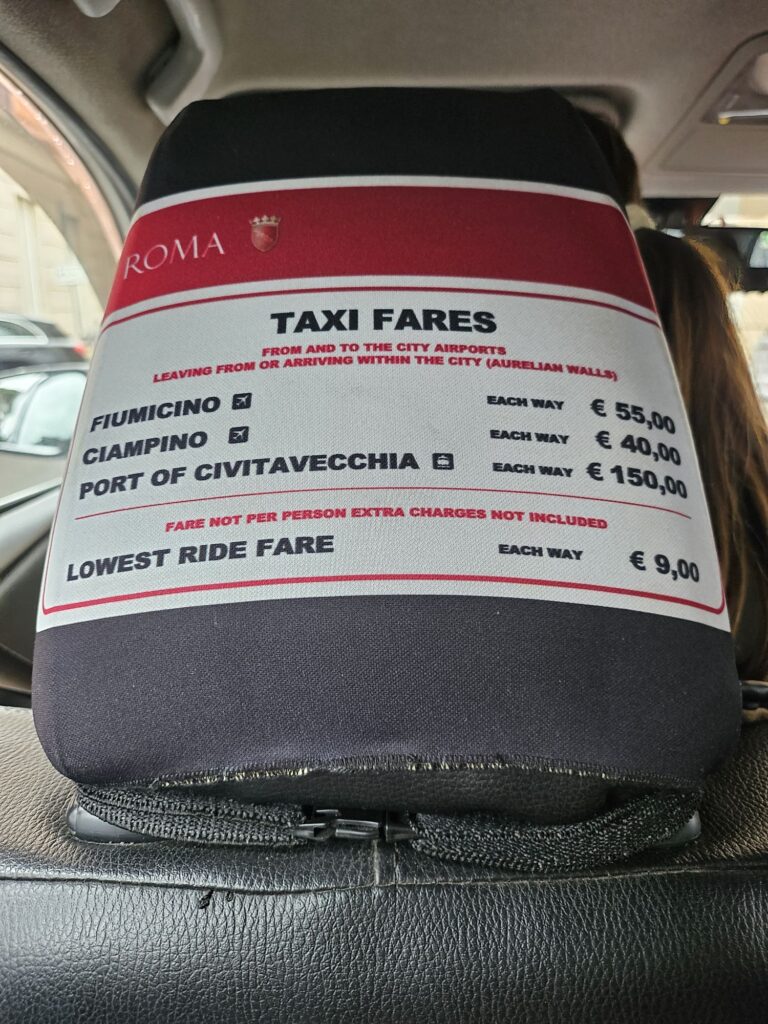 ROMA
TAXI FARES
FROM AND TO THE CITY AIRPORTS
LEAVING FROM OR ARRIVING WITHIN THE CITY (AURELIAN WALLS)
FIUMICINO EACH WAY € 55,00
CIAMPINO EACH WAY € 40,00
PORT OF CIVITAVECCHIA EACH WAY € 150,00
FARE NOT PER PERSON EXTRA CHARGES NOT INCLUDED
LOWEST RIDE FARE EACH WAY € 9,00